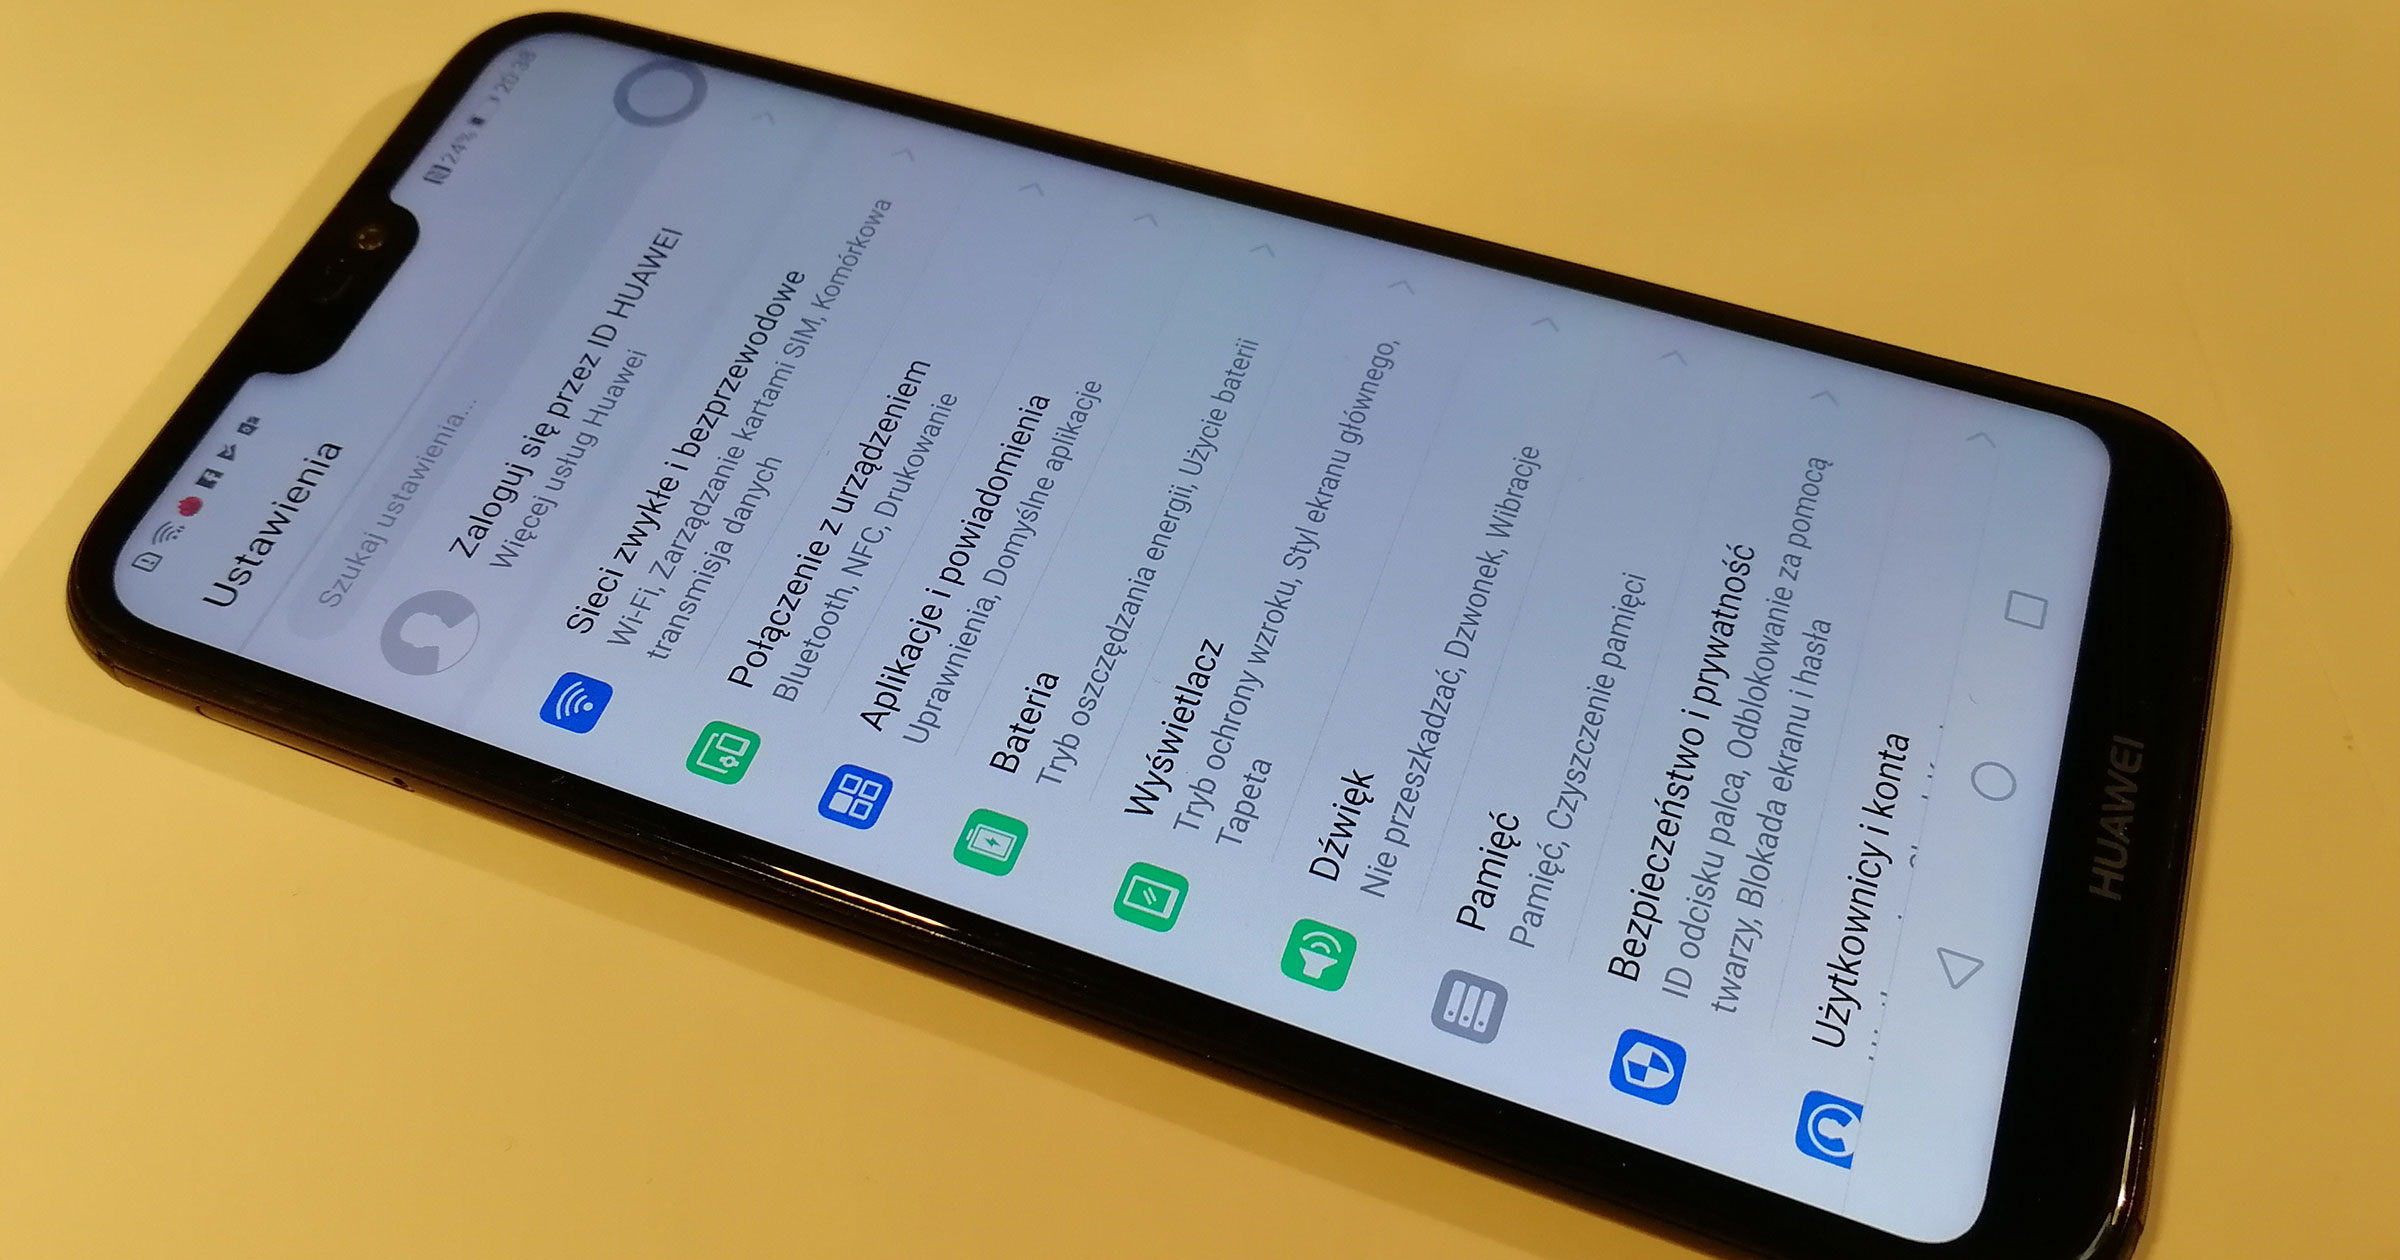 24% 20:38
Ustawienia
Szukaj ustawienia...
Zaloguj się przez ID HUAWEI
Więcej usług Huawei
Sieci zwykłe i bezprzewodowe
Wi-Fi, Zarządzanie kartami SIM, Komórkowa
transmisja danych
Połączenie z urządzeniem
Bluetooth, NFC, Drukowanie
Aplikacje i powiadomienia
Uprawnienia, Domyślne aplikacje
Bateria
Tryb oszczędzania energii, Użycie baterii
Wyświetlacz
Tryb ochrony wzroku, Styl ekranu głównego,
Tapeta
Dźwięk
Nie przeszkadzać, Dzwonek, Wibracje
Pamięć
Pamięć, Czyszczenie pamięci
Bezpieczeństwo i prywatność
ID odcisku palca, Odblokowanie za pomocą
twarzy, Blokada ekranu i hasła
Użytkownicy i konta
HUAWEI